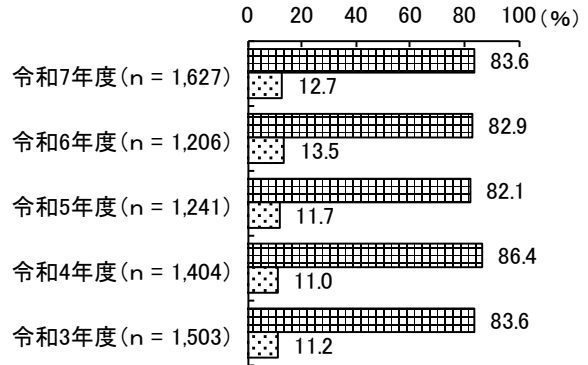 0 20 40 60 80 100 (%)
令和7年度(n = 1,627) 83.6
12.7
令和6年度(n = 1,206) 82.9
13.5
令和5年度(n = 1,241) 82.1
11.7
令和4年度(n = 1,404) 86.4
11.0
令和3年度(n = 1,503) 83.6
11.2